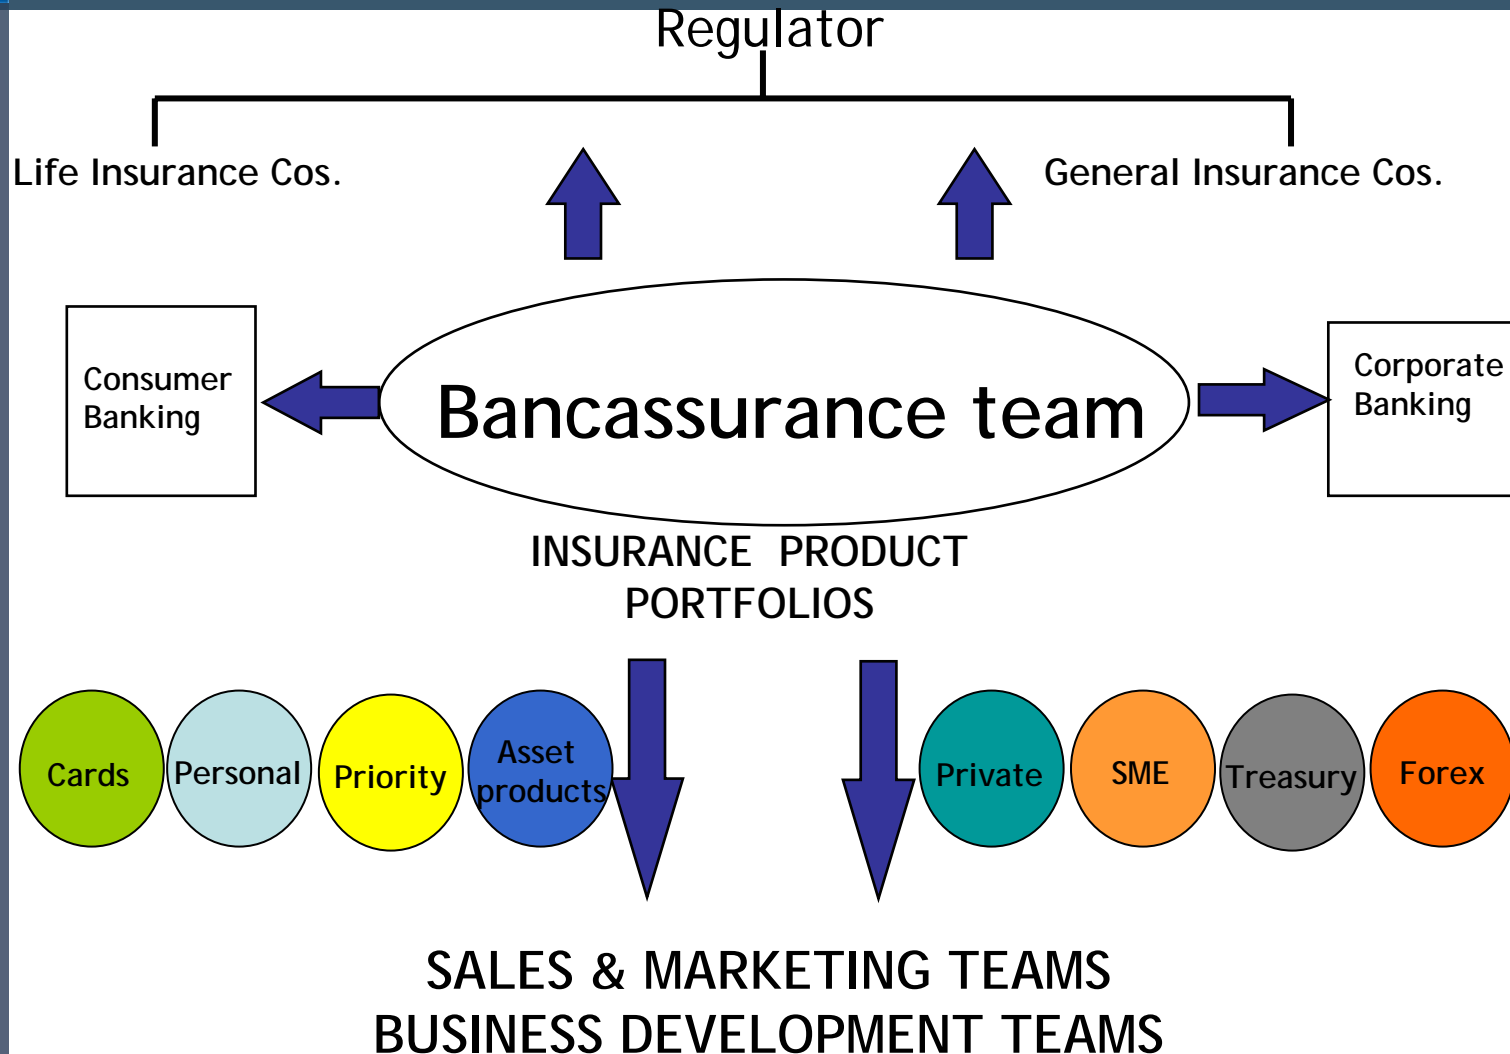 Regulator
Life Insurance Cos.
General Insurance Cos.
Consumer
Banking
Bancassurance team
Corporate
Banking
INSURANCE PRODUCT
PORTFOLIOS
Cards
Personal
Priority
Asset
products
Private
SME
Treasury
Forex
SALES & MARKETING TEAMS
BUSINESS DEVELOPMENT TEAMS